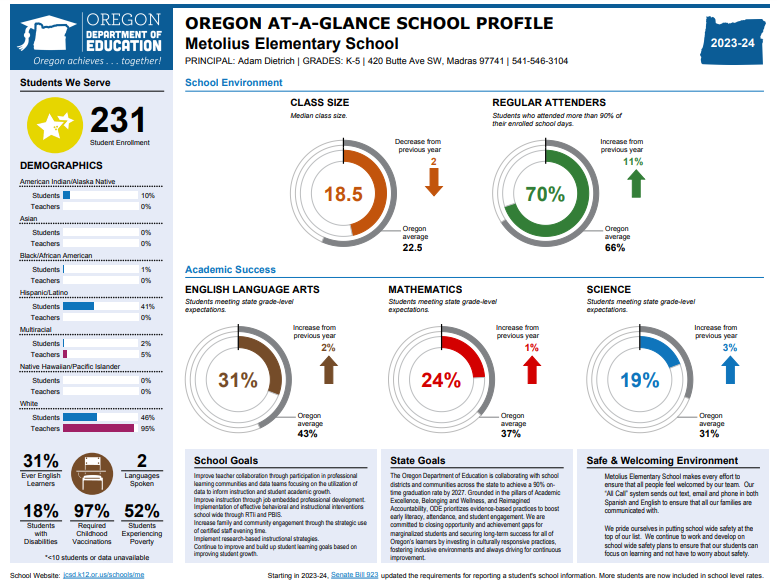 OREGON
DEPARTMENT OF
EDUCATION
Oregon achieves . . . together!
OREGON AT-A-GLANCE SCHOOL PROFILE
Metolius Elementary School
PRINCIPAL: Adam Dietrich | GRADES: K-5 | 420 Butte Ave SW, Madras 97741 | 541-546-3104
2023-24
Students We Serve
231
Student Enrollment
DEMOGRAPHICS
American Indian/Alaska Native
Students 10%
Teachers 0%
Asian
Students 0%
Teachers 0%
Black/African American
Students 1%
Teachers 0%
Hispanic/Latino
Students 41%
Teachers 0%
Multiracial
Students 2%
Teachers 5%
Native Hawaiian/Pacific Islander
Students 0%
Teachers 0%
White
Students 46%
Teachers 95%
31%
Ever English
Learners
2
Languages
Spoken
18%
Students
with
Disabilities
97%
Required
Childhood
Vaccinations
52%
Students
Experiencing
Poverty
*<10 students or data unavailable
School Environment
CLASS SIZE
Median class size.
18.5
Decrease from
previous year
2
Oregon
average
22.5
REGULAR ATTENDERS
Students who attended more than 90% of
their enrolled school days.
70%
Increase from
previous year
11%
Oregon
average
66%
Academic Success
ENGLISH LANGUAGE ARTS
Students meeting state grade-level
expectations.
31%
Increase from
previous year
2%
Oregon
average
43%
MATHEMATICS
Students meeting state grade-level
expectations.
24%
Increase from
previous year
1%
Oregon
average
37%
SCIENCE
Students meeting state grade-level
expectations.
19%
Increase from
previous year
3%
Oregon
average
31%
School Goals
Improve teacher collaboration through participation in professional
learning communities and data teams focusing on the utilization of
data to inform instruction and student academic growth.
Improve instruction through job embedded professional development.
Implementation of effective behavioral and instructional interventions
school wide through RTII and PBIS.
Increase family and community engagement through the strategic use
of certified staff evening time.
Implement research-based instructional strategies.
Continue to improve and build up student learning goals based on
improving student growth.
State Goals
The Oregon Department of Education is collaborating with school
districts and communities across the state to achieve a 90% on-
time graduation rate by 2027. Grounded in the pillars of Academic
Excellence, Belonging and Wellness, and Reimagined
Accountability, ODE prioritizes evidence-based practices to boost
early literacy, attendance, and student engagement. We are
committed to closing opportunity and achievement gaps for
marginalized students and securing long-term success for all of
Oregon's learners by investing in culturally responsive practices,
fostering inclusive environments and always driving for continuous
improvement.
Safe & Welcoming Environment
Metolius Elementary School makes every effort to
ensure that all people feel welcomed by our team. Our
"All Call" system sends out text, email and phone in both
Spanish and English to ensure that all our families are
communicated with.
We pride ourselves in putting school wide safety at the
top of our list. We continue to work and develop on
school wide safety plans to ensure that our students can
focus on learning and not have to worry about safety.
School Website: jcsd.k12.or.us/schools/me
Starting in 2023-24, Senate Bill 923 updated the requirements for reporting a student's school information. More students are now included in school level rates.